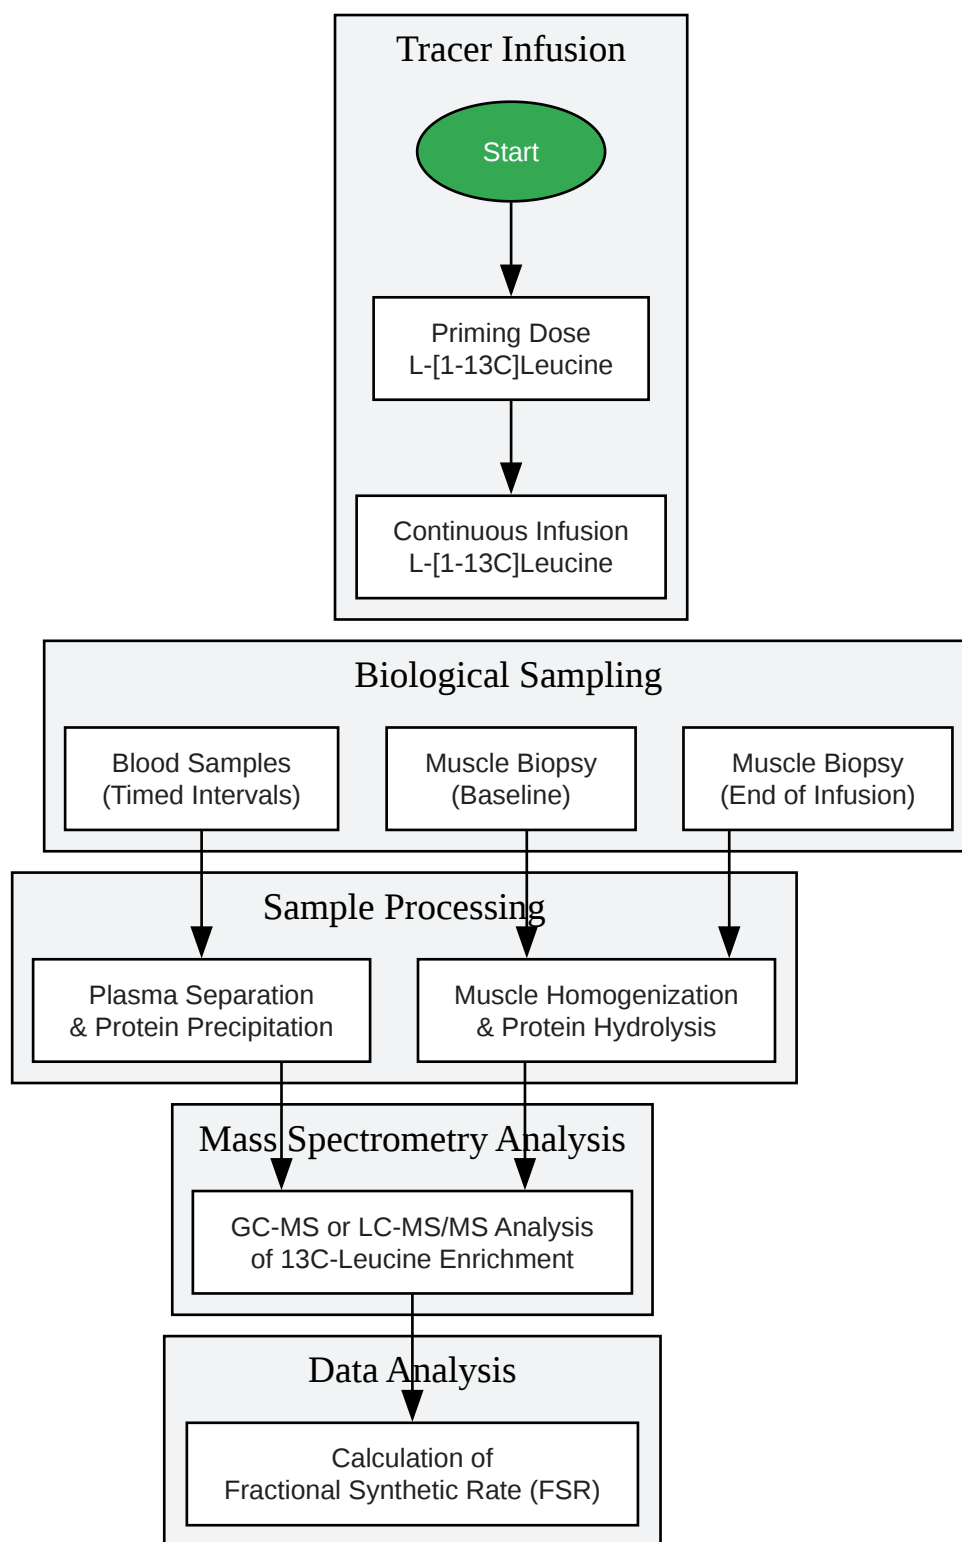 Tracer Infusion
Start
Priming Dose
L-[1-13C]Leucine
Continuous Infusion
L-[1-13C]Leucine
Biological Sampling
Blood Samples
(Timed Intervals)
Muscle Biopsy
(Baseline)
Muscle Biopsy
(End of Infusion)
Sample Processing
Plasma Separation
& Protein Precipitation
Muscle Homogenization
& Protein Hydrolysis
Mass Spectrometry Analysis
GC-MS or LC-MS/MS Analysis
of 13C-Leucine Enrichment
Data Analysis
Calculation of
Fractional Synthetic Rate (FSR)